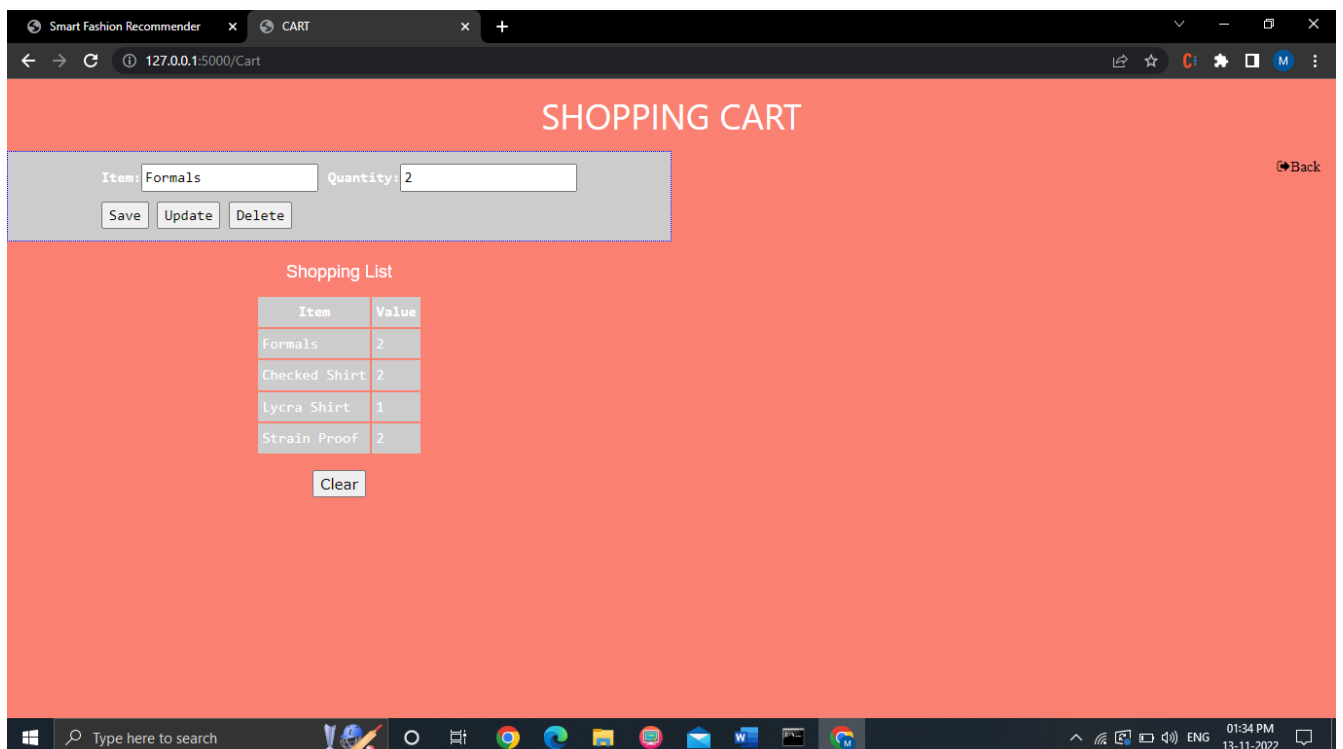 Smart Fashion Recommender CART
127.0.0.1:5000/Cart M
SHOPPING CART
Item: Formals Quantity: 2
Back
Save Update Delete
Shopping List
Item Value
Formals 2
Checked Shirt 2
Lycra Shirt 1
Strain Proof 2
Clear
Type here to search
ENG
01:34 PM
13-11-2022